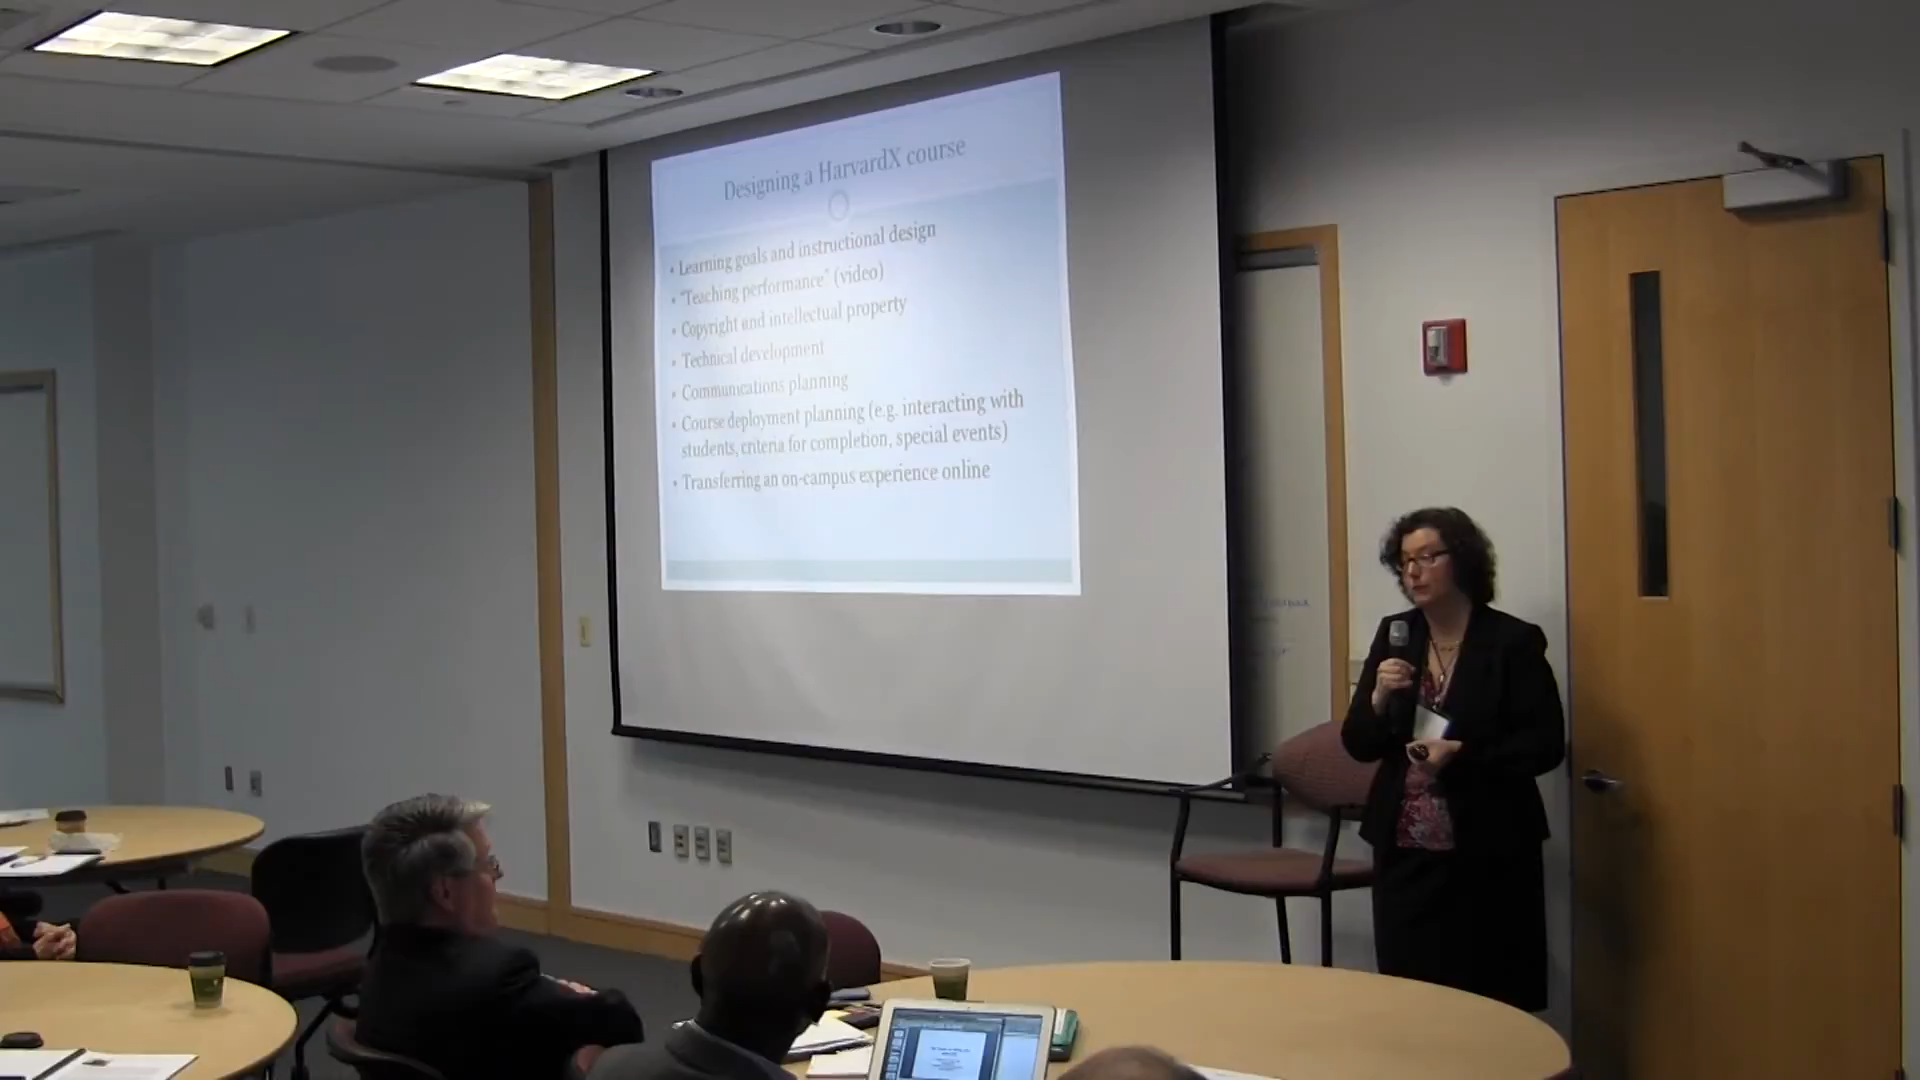 Designing a HarvardX course
• Learning goals and instructional design
• "Teaching performance" (video)
• Copyright and intellectual property
• Technical development
• Communications planning
• Course deployment planning (e.g. interacting with
students, criteria for completion, special events)
• Transferring an on-campus experience online